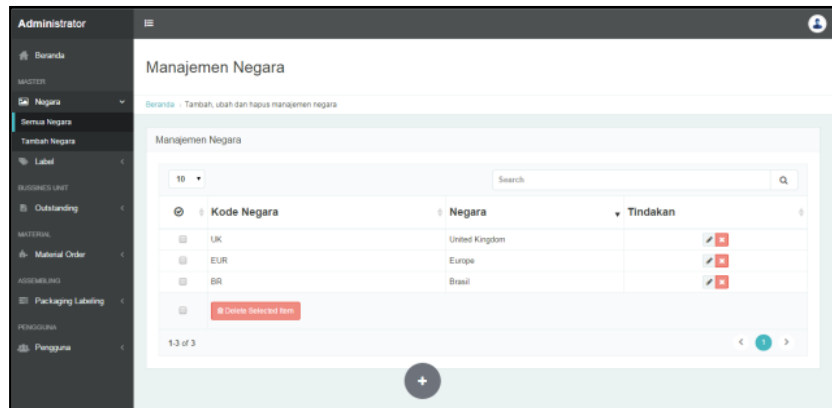 Administrator
Beranda
MASTER
Negara
Semua Negara
Tambah Negara
Label
BUSSINES UNIT
Outstanding
MATERIAL
Material Order
ASSEMBLING
Packaging Labeling
PENGGUNA
Pengguna
Manajemen Negara
Beranda › Tambah, ubah dan hapus manajemen negara
Manajemen Negara
10
Search
Kode Negara Negara Tindakan
UK United Kingdom
EUR Europe
BR Brasil
Delete Selected Item
1-3 of 3
< 1 >
+